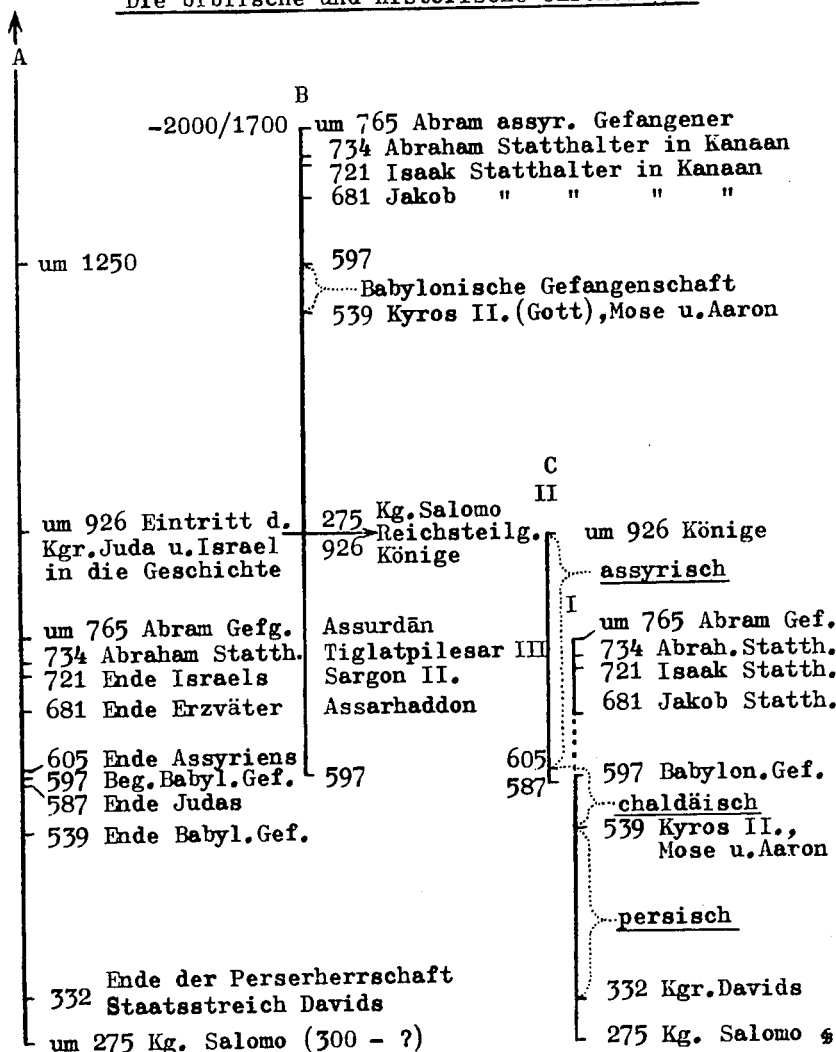 A
B
-2000/1700 um 765 Abram assyr. Gefangener
734 Abraham Statthalter in Kanaan
721 Isaak Statthalter in Kanaan
681 Jakob " " " "
um 1250
597
Babylonische Gefangenschaft
539 Kyros II.(Gott),Mose u.Aaron
C
II
um 926 Eintritt d.
Kgr.Juda u.Israel
in die Geschichte
275 Kg.Salomo
Reichsteilg.
926 Könige
um 926 Könige
assyrisch
I
um 765 Abram Gefg.
734 Abraham Statth.
721 Ende Israels
681 Ende Erzväter
Assurdān
Tiglatpilesar III
Sargon II.
Assarhaddon
um 765 Abram Gef.
734 Abrah.Statth.
721 Isaak Statth.
681 Jakob Statth.
605 Ende Assyriens
597 Beg.Babyl.Gef.
587 Ende Judas
539 Ende Babyl.Gef.
597
605
587
597 Babylon.Gef.
chaldäisch
539 Kyros II.,
Mose u.Aaron
persisch
332 Ende der Perserherrschaft
Staatsstreich Davids
um 275 Kg. Salomo (300 - ?)
332 Kgr.Davids
275 Kg. Salomo